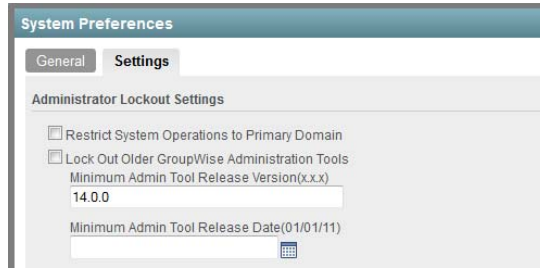 System Preferences
General Settings
Administrator Lockout Settings
Restrict System Operations to Primary Domain
Lock Out Older GroupWise Administration Tools
Minimum Admin Tool Release Version(x.x.x)
14.0.0
Minimum Admin Tool Release Date(01/01/11)